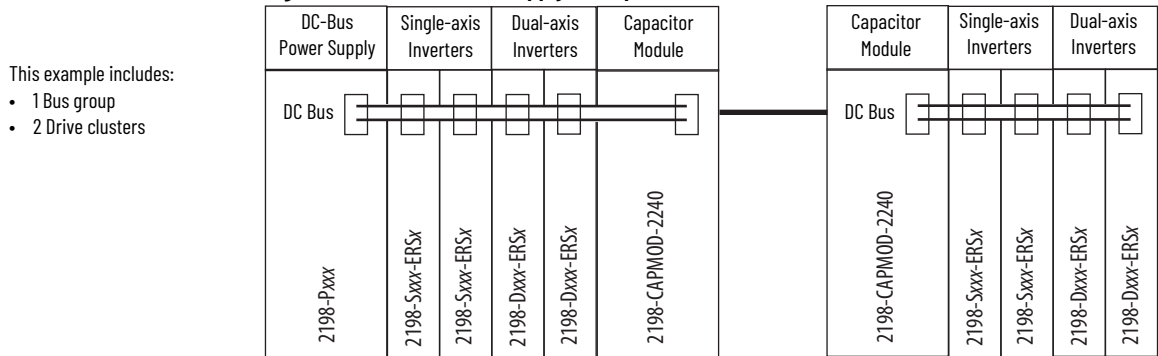 DC-Bus
Power Supply
Single-axis
Inverters
Dual-axis
Inverters
Capacitor
Module
Capacitor
Module
Single-axis
Inverters
Dual-axis
Inverters
This example includes:
• 1 Bus group
• 2 Drive clusters
DC Bus
DC Bus
2198-Pxxx
2198-Sxxx-ERSx
2198-Sxxx-ERSx
2198-Dxxx-ERSx
2198-Dxxx-ERSx
2198-CAPMOD-2240
2198-CAPMOD-2240
2198-Sxxx-ERSx
2198-Sxxx-ERSx
2198-Dxxx-ERSx
2198-Dxxx-ERSx